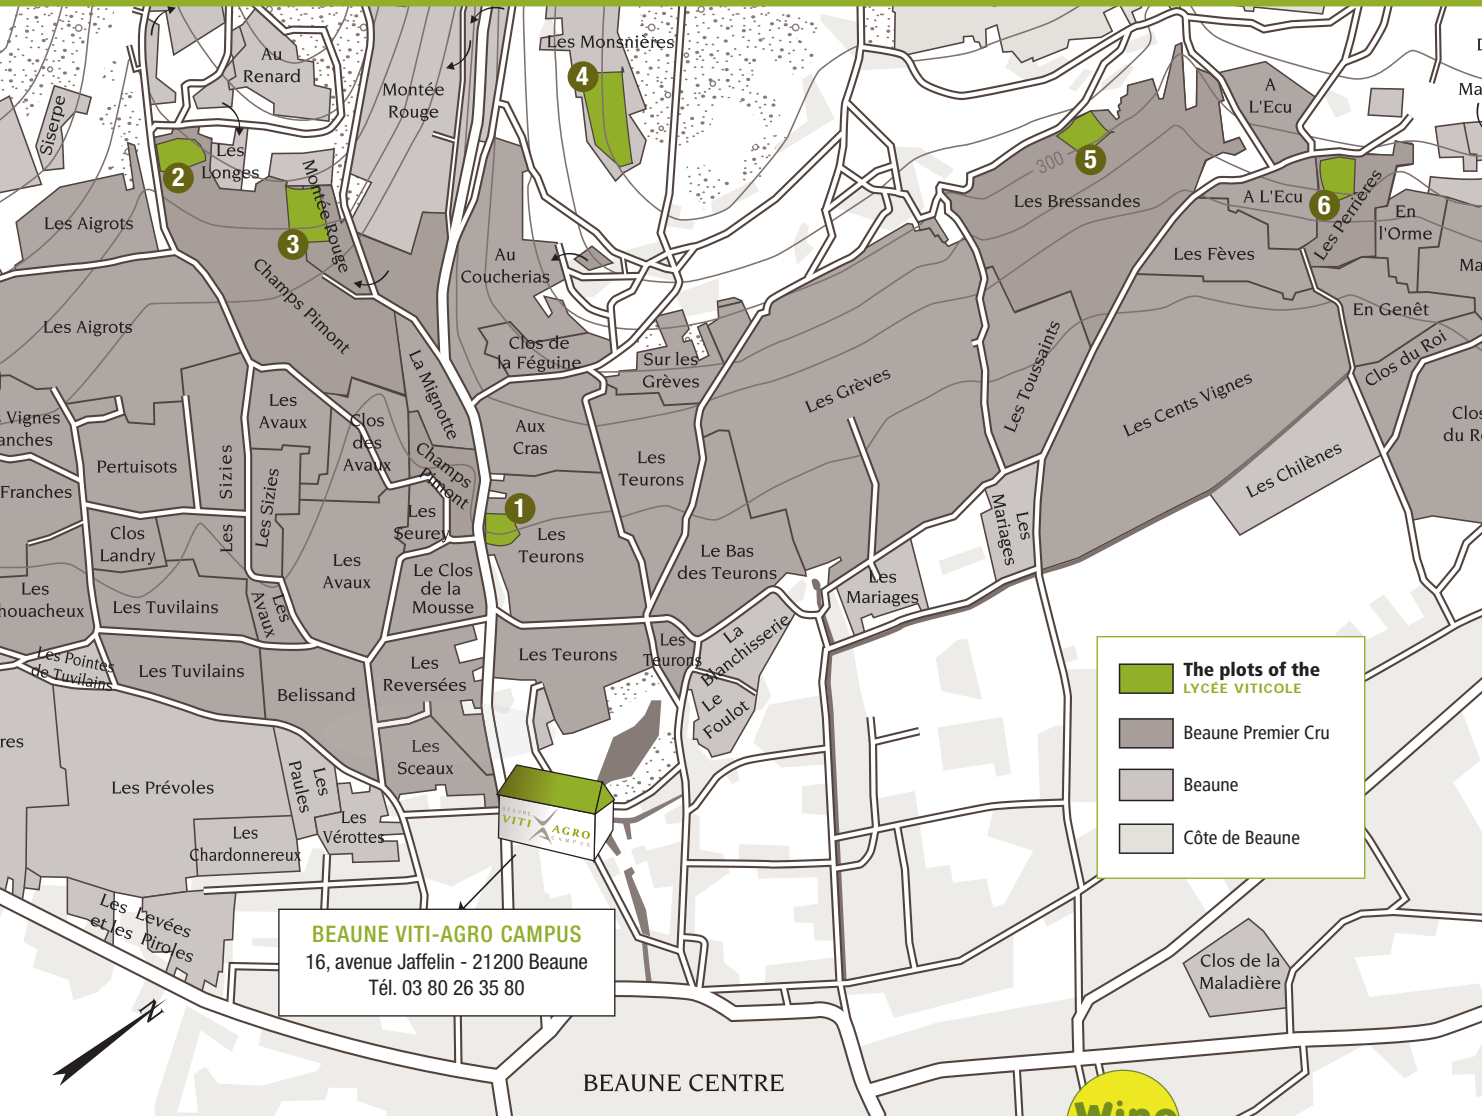 Les Monsnières
4
Au
Renard
Montée
Rouge
Siserpe
A
L'Ecu
2
Les
Longes
5
300
Les Bressandes
A L'Ecu
6
Les Perrières
En
l'Orme
Les Aigrots
3
Montée Rouge
Au
Coucherias
Les Fèves
Champs Pimont
Les Aigrots
En Genêt
Clos du Roi
Clos de
la Féguine
Sur les
Grèves
Les Grèves
Les Toussaints
Les Cents Vignes
La Mignotte
Les
Avaux
Clos
des
Avaux
Aux
Cras
Vignes
Pertuisots
Les Sizies
Les Sizies
Champs
Pimont
Les
Teurons
Les Chilènes
Franches
Clos
Landry
Les
Seurey
1
Les
Teurons
Les
Mariages
Les
Avaux
Le Bas
des Teurons
Les
Mariages
Les
Les Tuvilains
Les
Avaux
Le Clos
de la
Mousse
La
Blanchisserie
Les Pointes
de Tuvilains
Les Tuvilains
Belissand
Les
Reversées
Les Teurons
Les
Teurons
Le
Foulot
Les
Sceaux
Les Prévoles
Les
Paules
Les
Vérottes
Les
Chardonnereux
Les Levées
et les Piroles
BEAUNE
VITI AGRO
CAMPUS
The plots of the
LYCÉE VITICOLE
Beaune Premier Cru
Beaune
Côte de Beaune
BEAUNE VITI-AGRO CAMPUS
16, avenue Jaffelin - 21200 Beaune
Tél. 03 80 26 35 80
Clos de la
Maladière
N
BEAUNE CENTRE
Wine